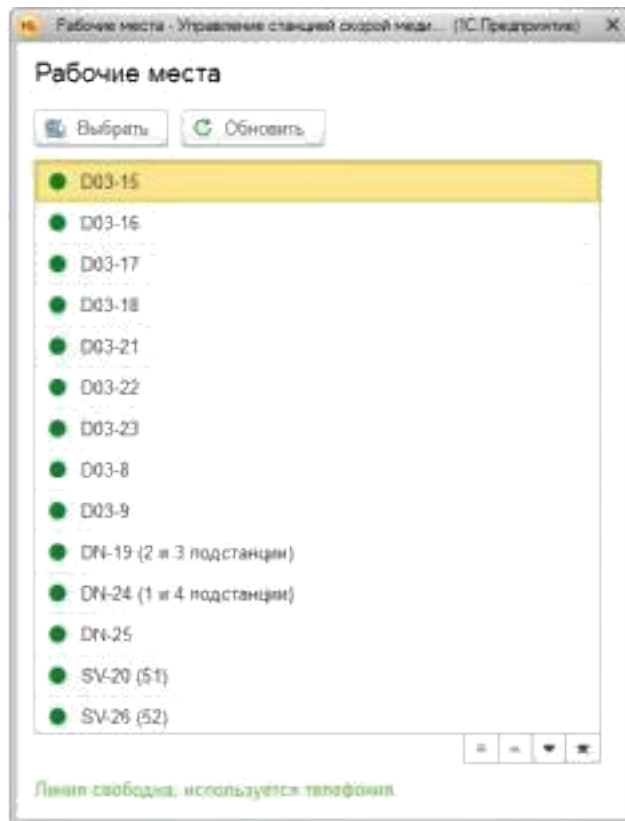 Рабочие места - Управление станцией скорой меди... (1С:Предприятие)
Рабочие места
Выбрать
Обновить
D03-15
D03-16
D03-17
D03-18
D03-21
D03-22
D03-23
D03-8
D03-9
DN-19 (2 и 3 подстанции)
DN-24 (1 и 4 подстанции)
DN-25
SV-20 (51)
SV-26 (52)
Линия свободна, используется телефония.